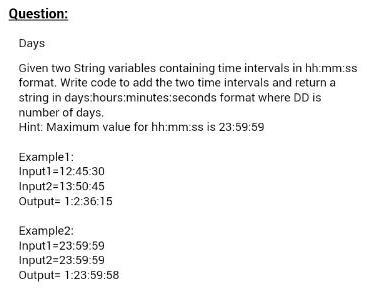 Question:
Days
Given two String variables containing time intervals in hh:mm:ss
format. Write code to add the two time intervals and return a
string in days:hours:minutes:seconds format where DD is
number of days.
Hint: Maximum value for hh:mm:ss is 23:59:59
Example1:
Input1=12:45:30
Input2=13:50:45
Output= 1:2:36:15
Example2:
Input1=23:59:59
Input2=23:59:59
Output= 1:23:59:58